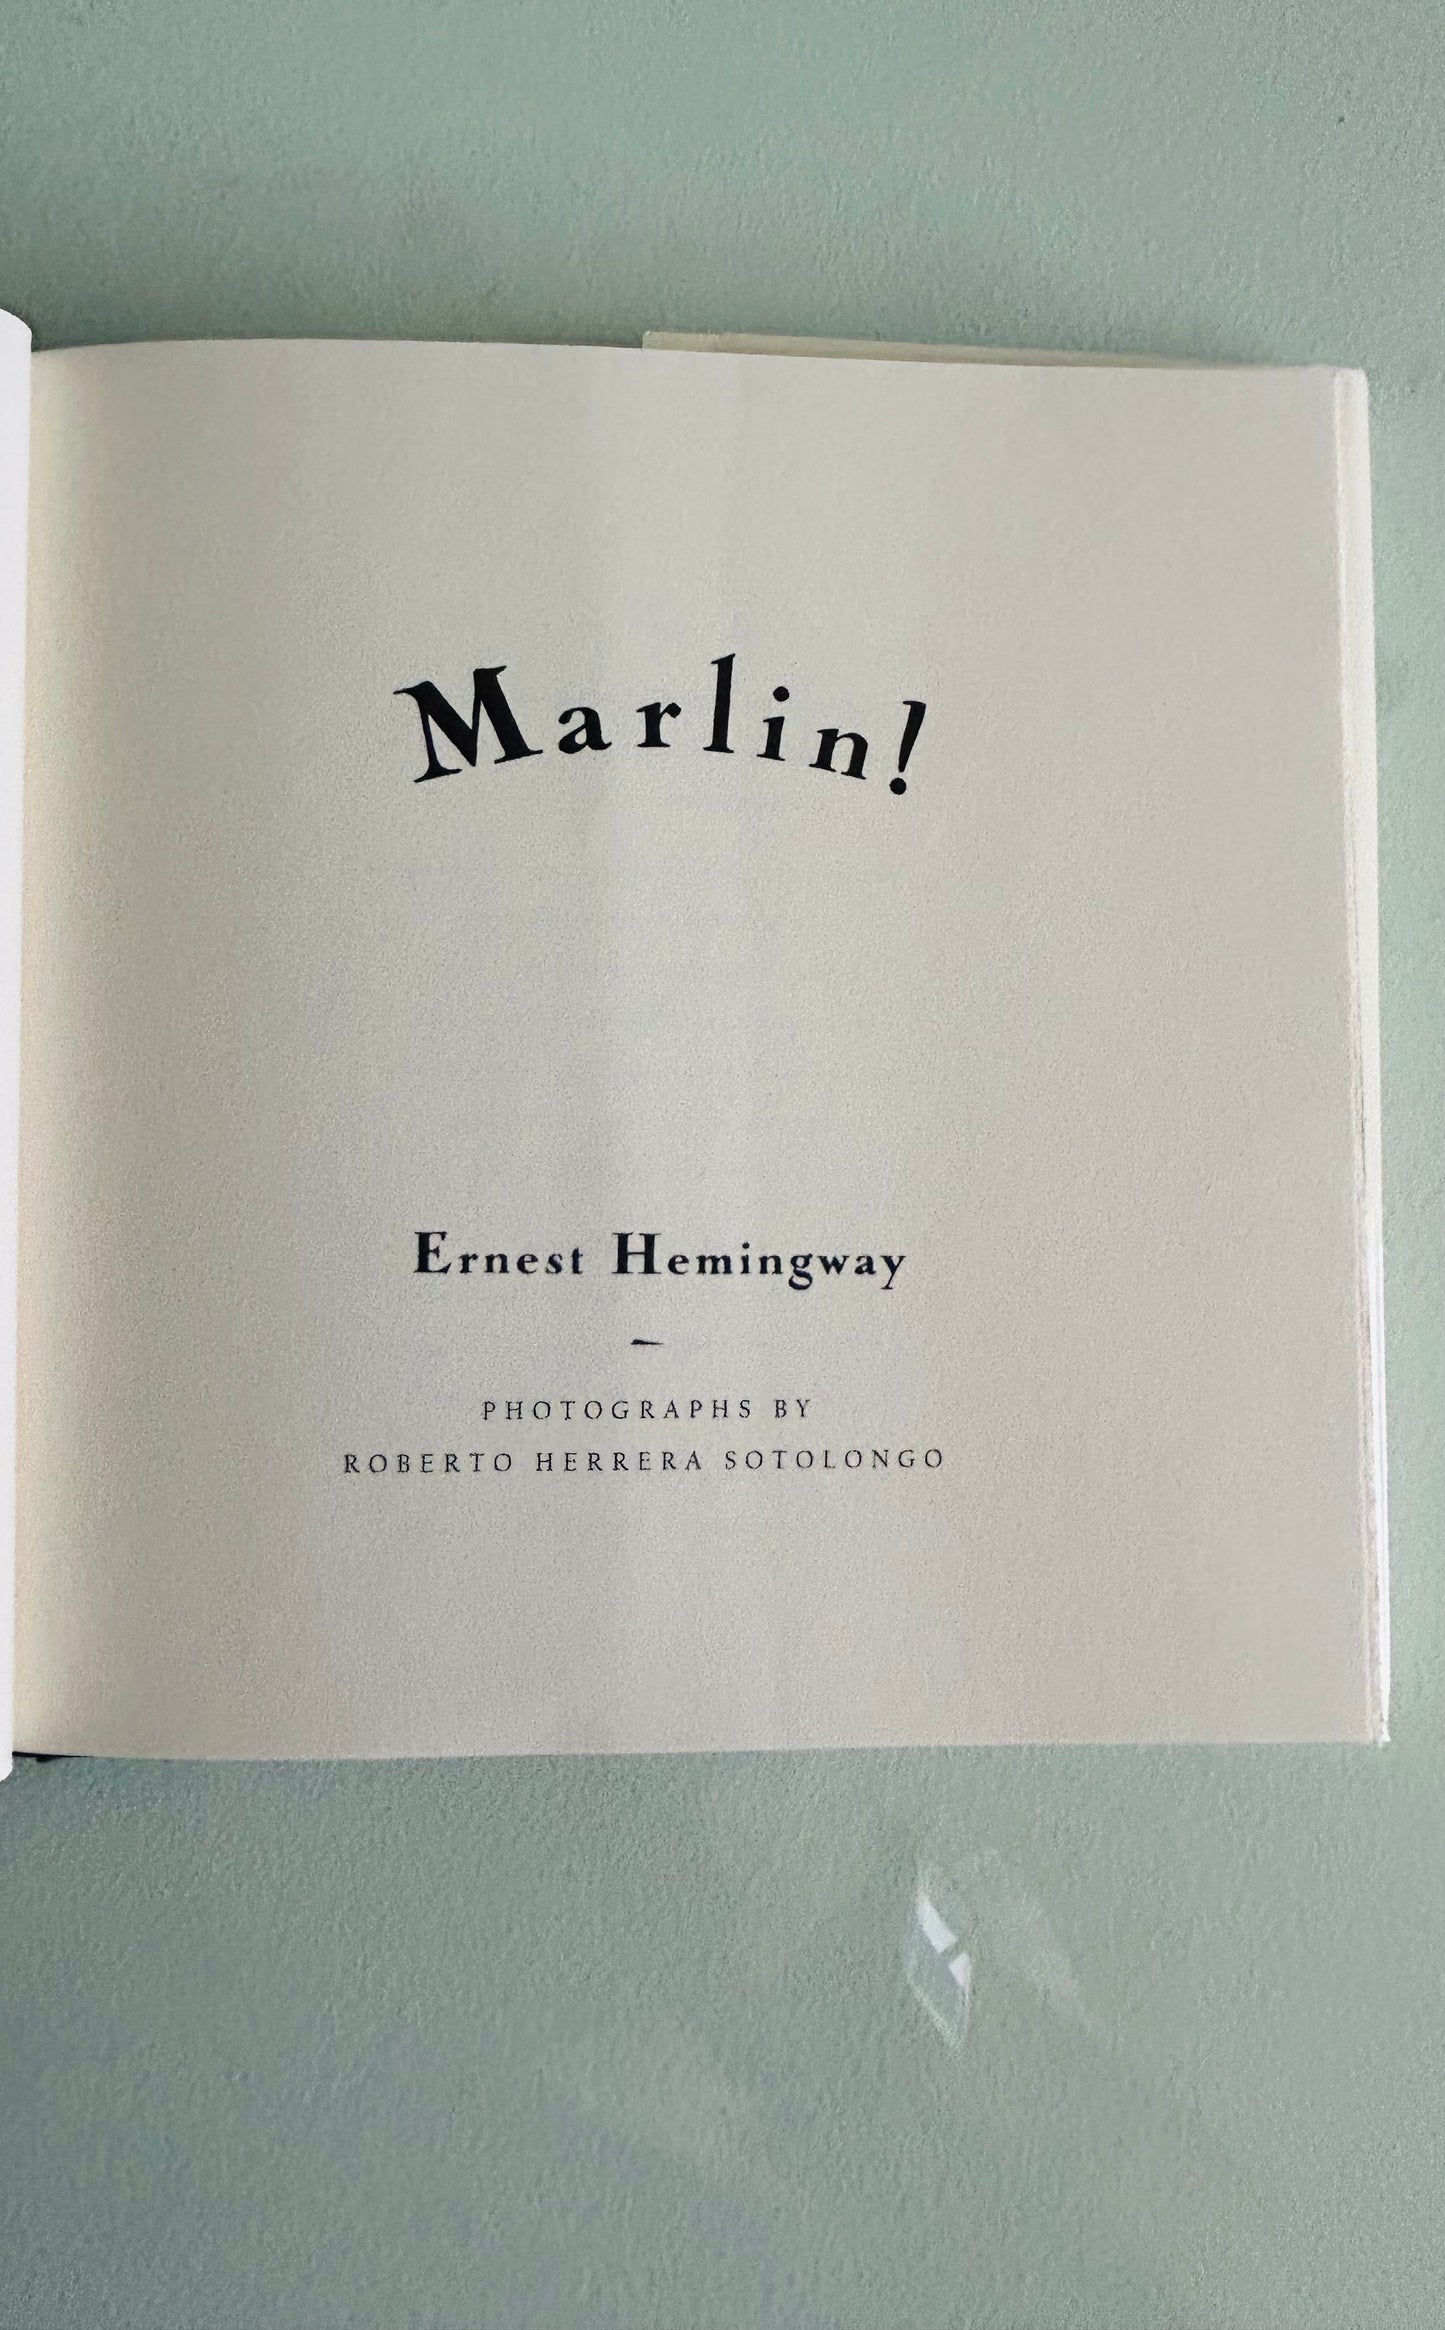 Marlin!
Ernest Hemingway
—
PHOTOGRAPHS BY
ROBERTO HERRERA SOTOLONGO